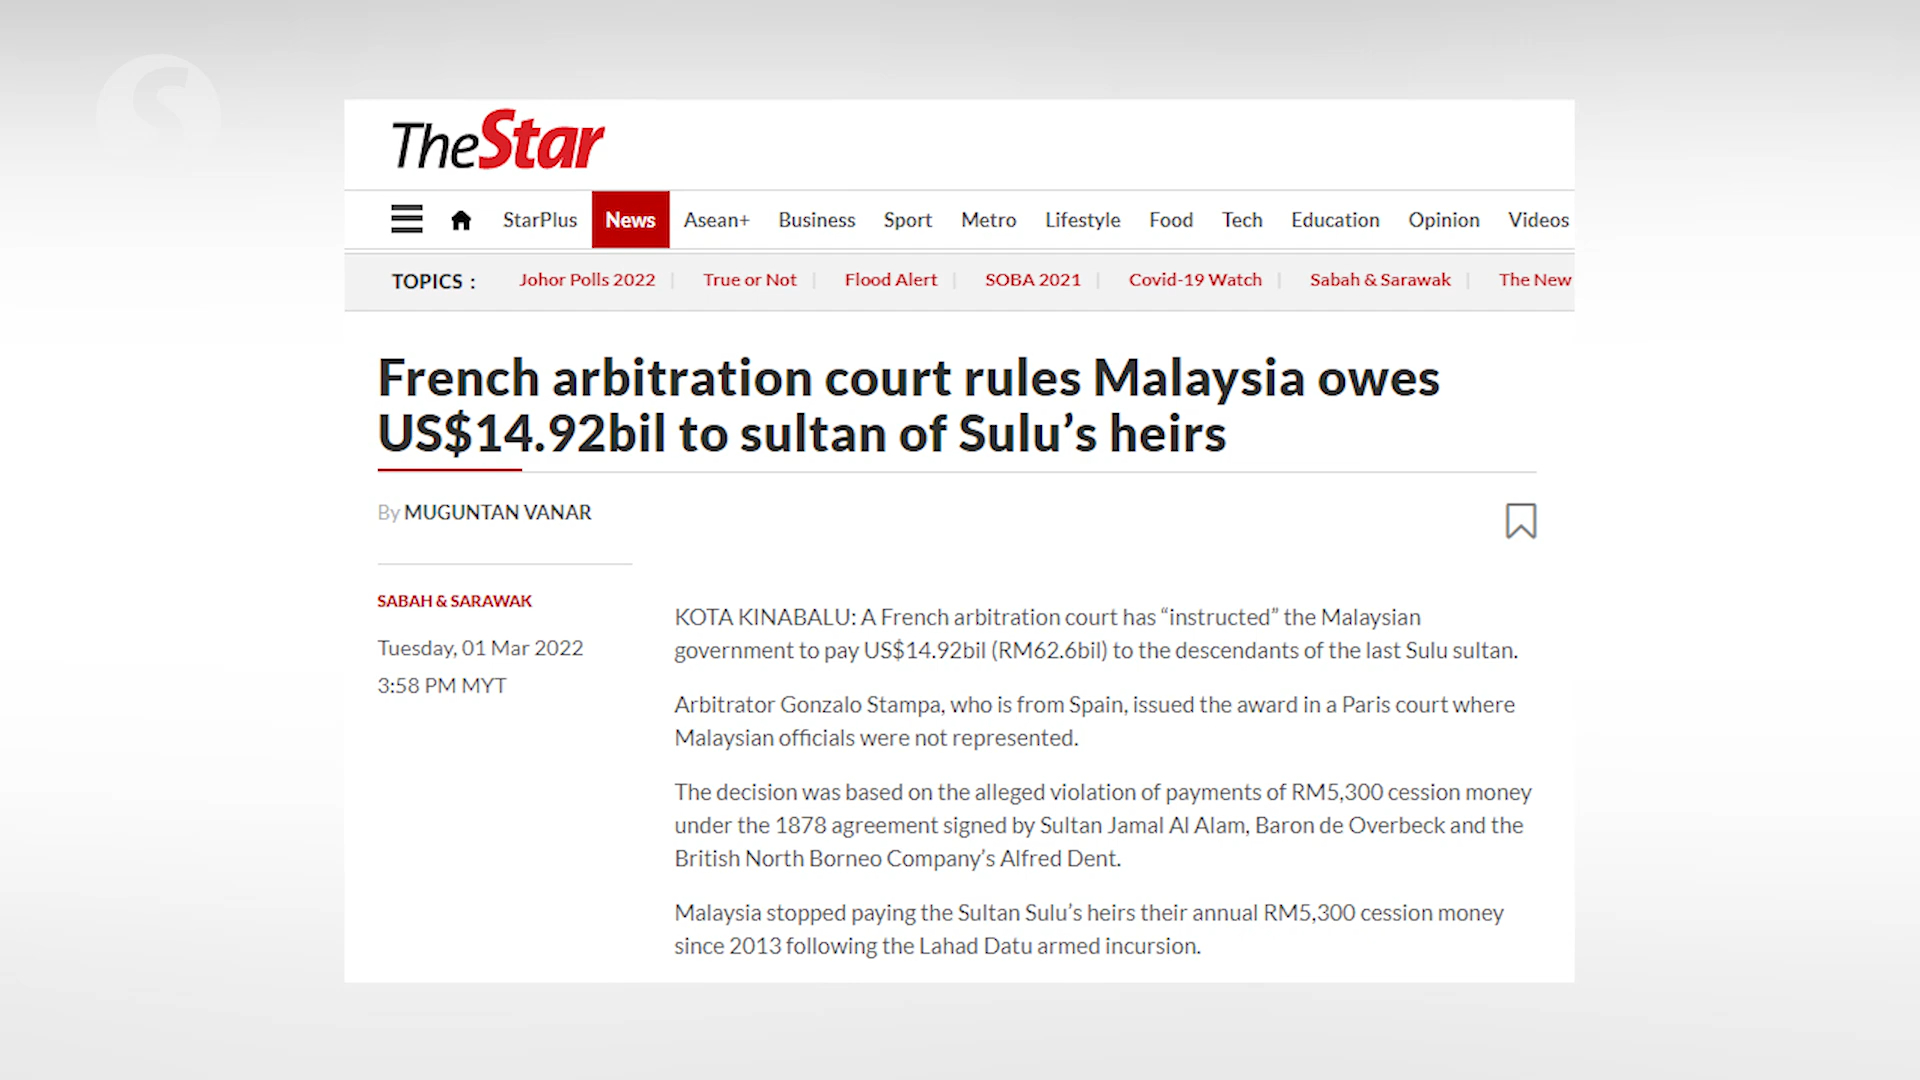 S
TheStar
StarPlus News Asean+ Business Sport Metro Lifestyle Food Tech Education Opinion Videos
TOPICS : Johor Polls 2022 True or Not Flood Alert SOBA 2021 Covid-19 Watch Sabah & Sarawak The New
French arbitration court rules Malaysia owes
US$14.92bil to sultan of Sulu’s heirs
By MUGUNTAN VANAR
SABAH & SARAWAK
Tuesday, 01 Mar 2022
3:58 PM MYT
KOTA KINABALU: A French arbitration court has “instructed” the Malaysian
government to pay US$14.92bil (RM62.6bil) to the descendants of the last Sulu sultan.
Arbitrator Gonzalo Stampa, who is from Spain, issued the award in a Paris court where
Malaysian officials were not represented.
The decision was based on the alleged violation of payments of RM5,300 cession money
under the 1878 agreement signed by Sultan Jamal Al Alam, Baron de Overbeck and the
British North Borneo Company’s Alfred Dent.
Malaysia stopped paying the Sultan Sulu’s heirs their annual RM5,300 cession money
since 2013 following the Lahad Datu armed incursion.